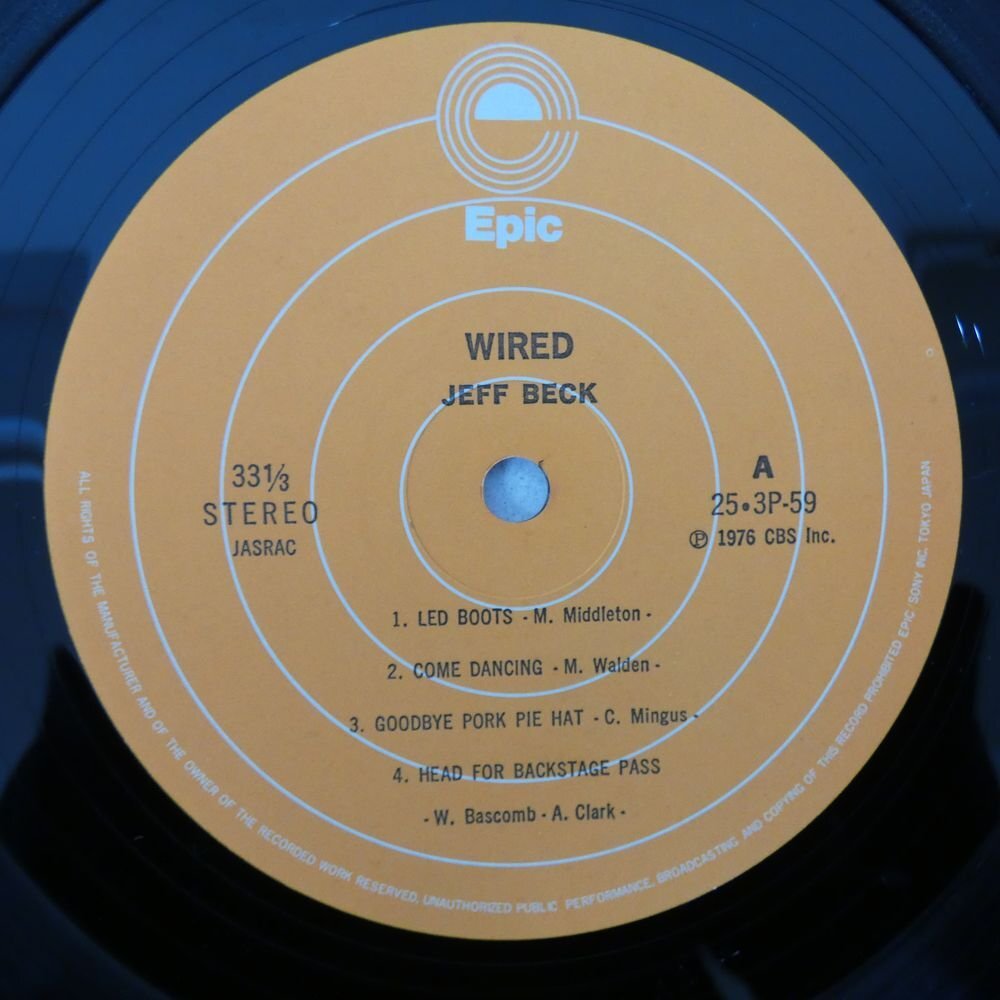 Epic
WIRED
JEFF BECK
33⅓
STEREO
JASRAC
A
25•3P-59
Ⓟ 1976 CBS Inc.
1. LED BOOTS - M. Middleton -
2. COME DANCING - M. Walden -
3. GOODBYE PORK PIE HAT - C. Mingus -
4. HEAD FOR BACKSTAGE PASS
- W. Bascomb - A. Clark -
ALL RIGHTS OF THE MANUFACTURER AND OF THE OWNER OF THE RECORDED WORK RESERVED. UNAUTHORIZED PUBLIC PERFORMANCE. BROADCASTING AND COPYING OF THIS RECORD PROHIBITED EPIC SONY INC. TOKYO JAPAN